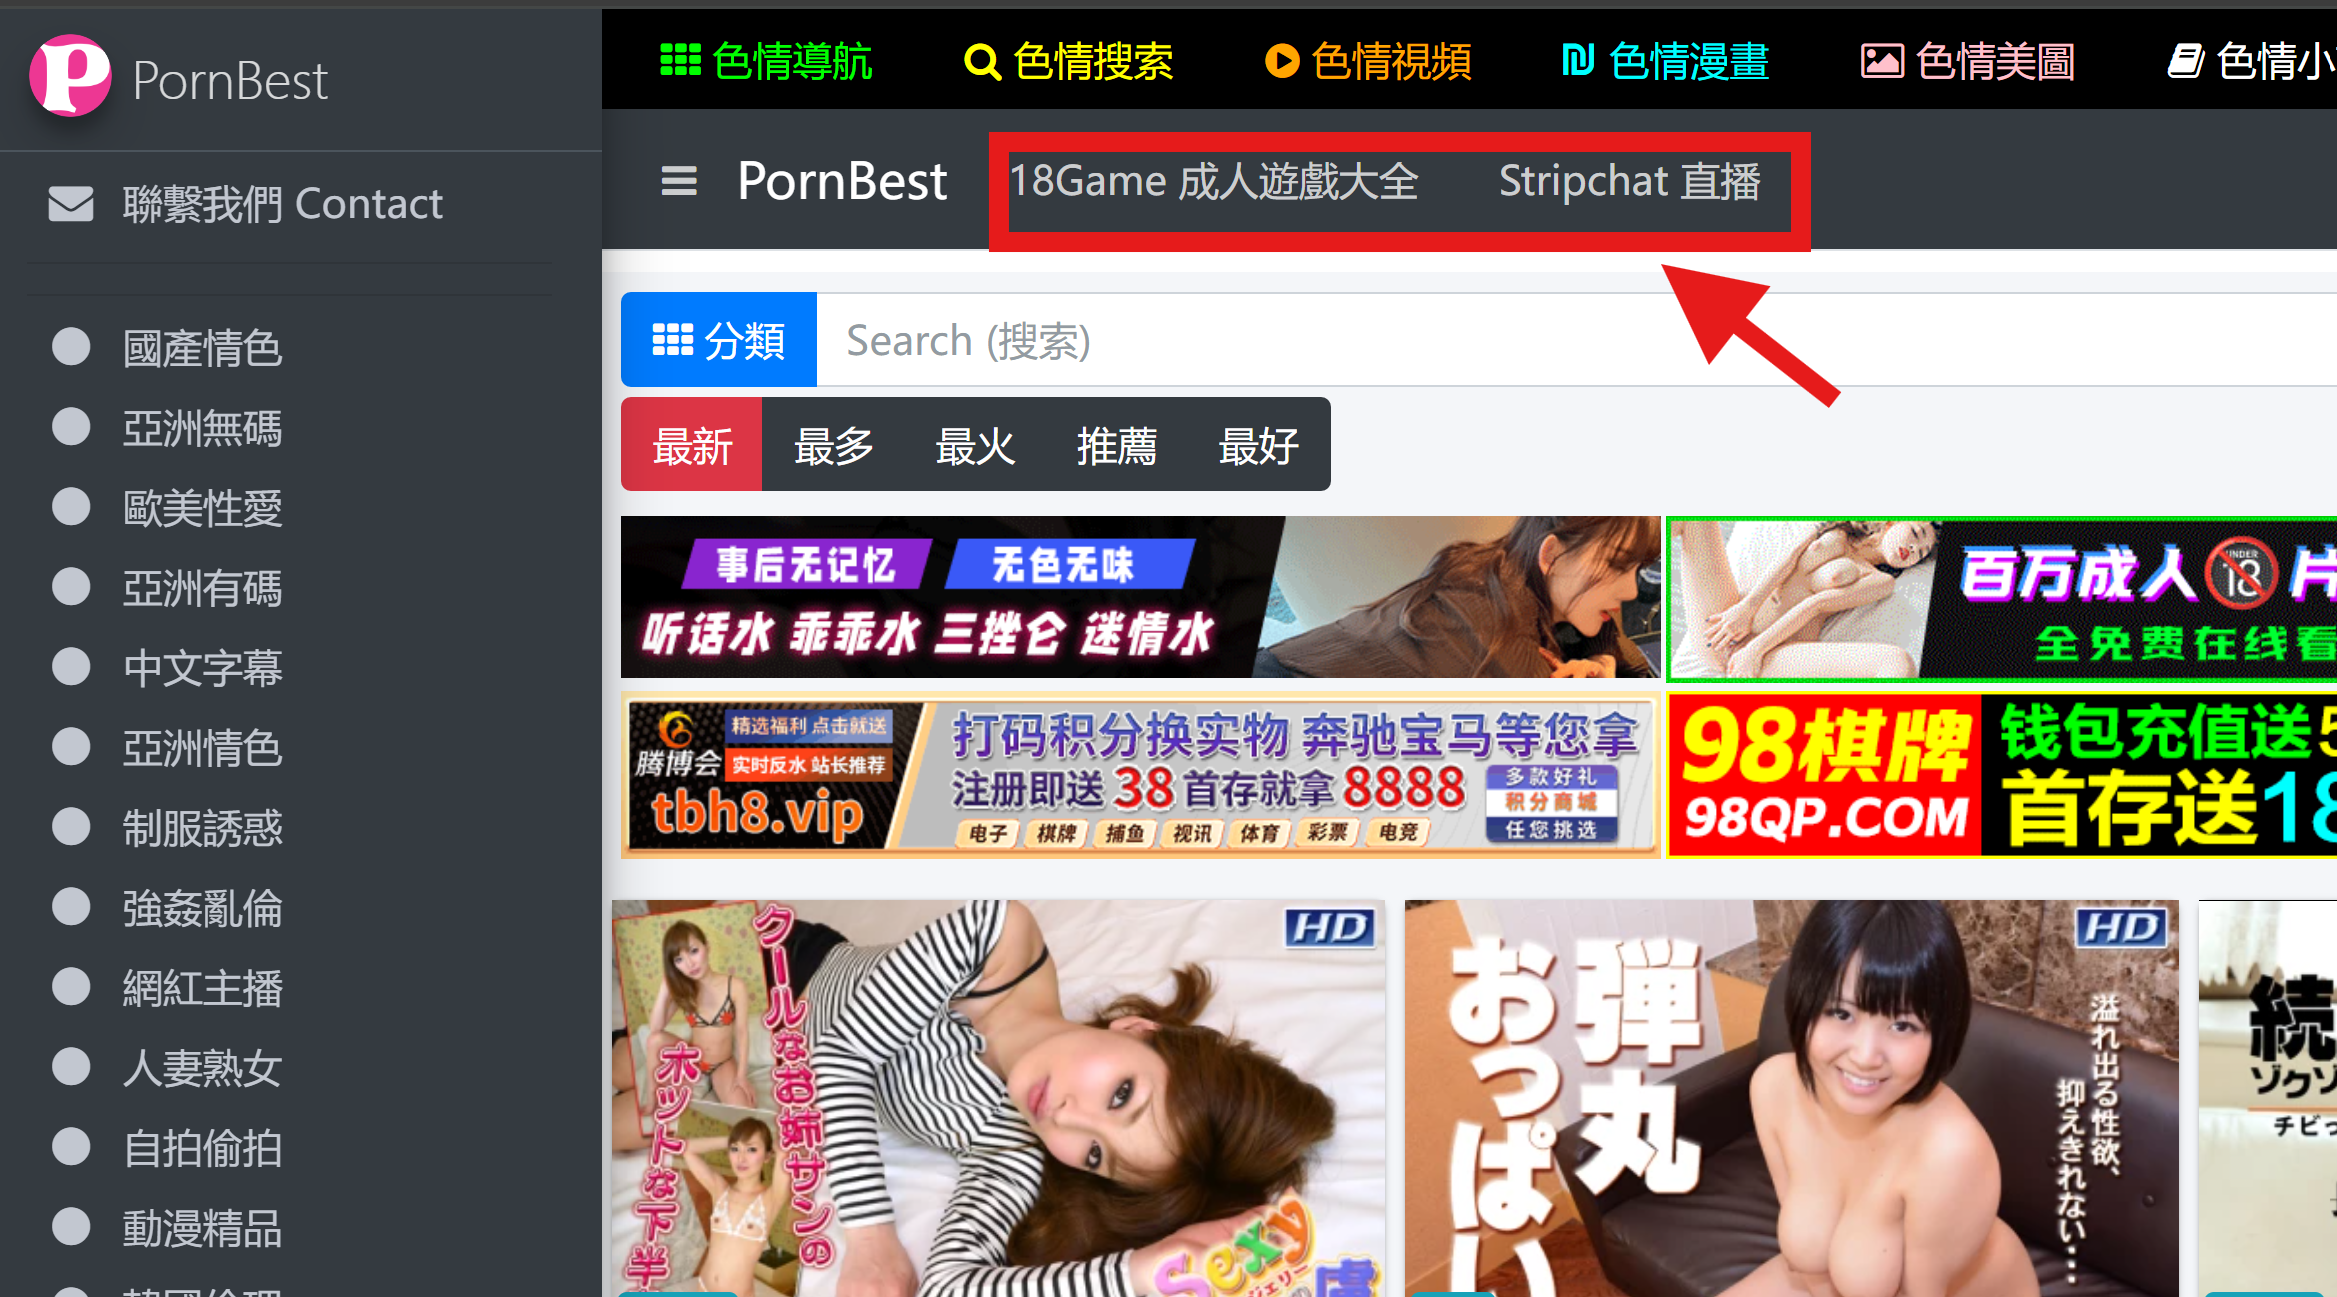 PornBest
聯繫我們 Contact
國產情色
亞洲無碼
歐美性愛
亞洲有碼
中文字幕
亞洲情色
制服誘惑
強姦亂倫
網紅主播
人妻熟女
自拍偷拍
動漫精品
色情導航 色情搜索 色情視頻 色情漫畫 色情美圖 色情小
PornBest 18Game 成人遊戲大全 Stripchat 直播
分類 Search (搜索)
最新 最多 最火 推薦 最好
事后无记忆 无色无味
听话水 乖乖水 三挫仑 迷情水
百万成人 UNDER 18 片
全免费在线看
腾博会
tbh8.vip
精选福利 点击就送
实时反水 站长推荐
打码积分换实物 奔驰宝马等您拿
注册即送 38 首存就拿 8888
电子 棋牌 捕鱼 视讯 体育 彩票 电竞
多款好礼
积分商城
任您挑选
98棋牌
98QP.COM
钱包充值送5
首存送18
HD
クールなお姉サンの
ホットな下半
Sexy
HD
弾丸
おっぱい
溢れ出る性欲、
抑えきれない…
続
ゾクゾ
チビっ